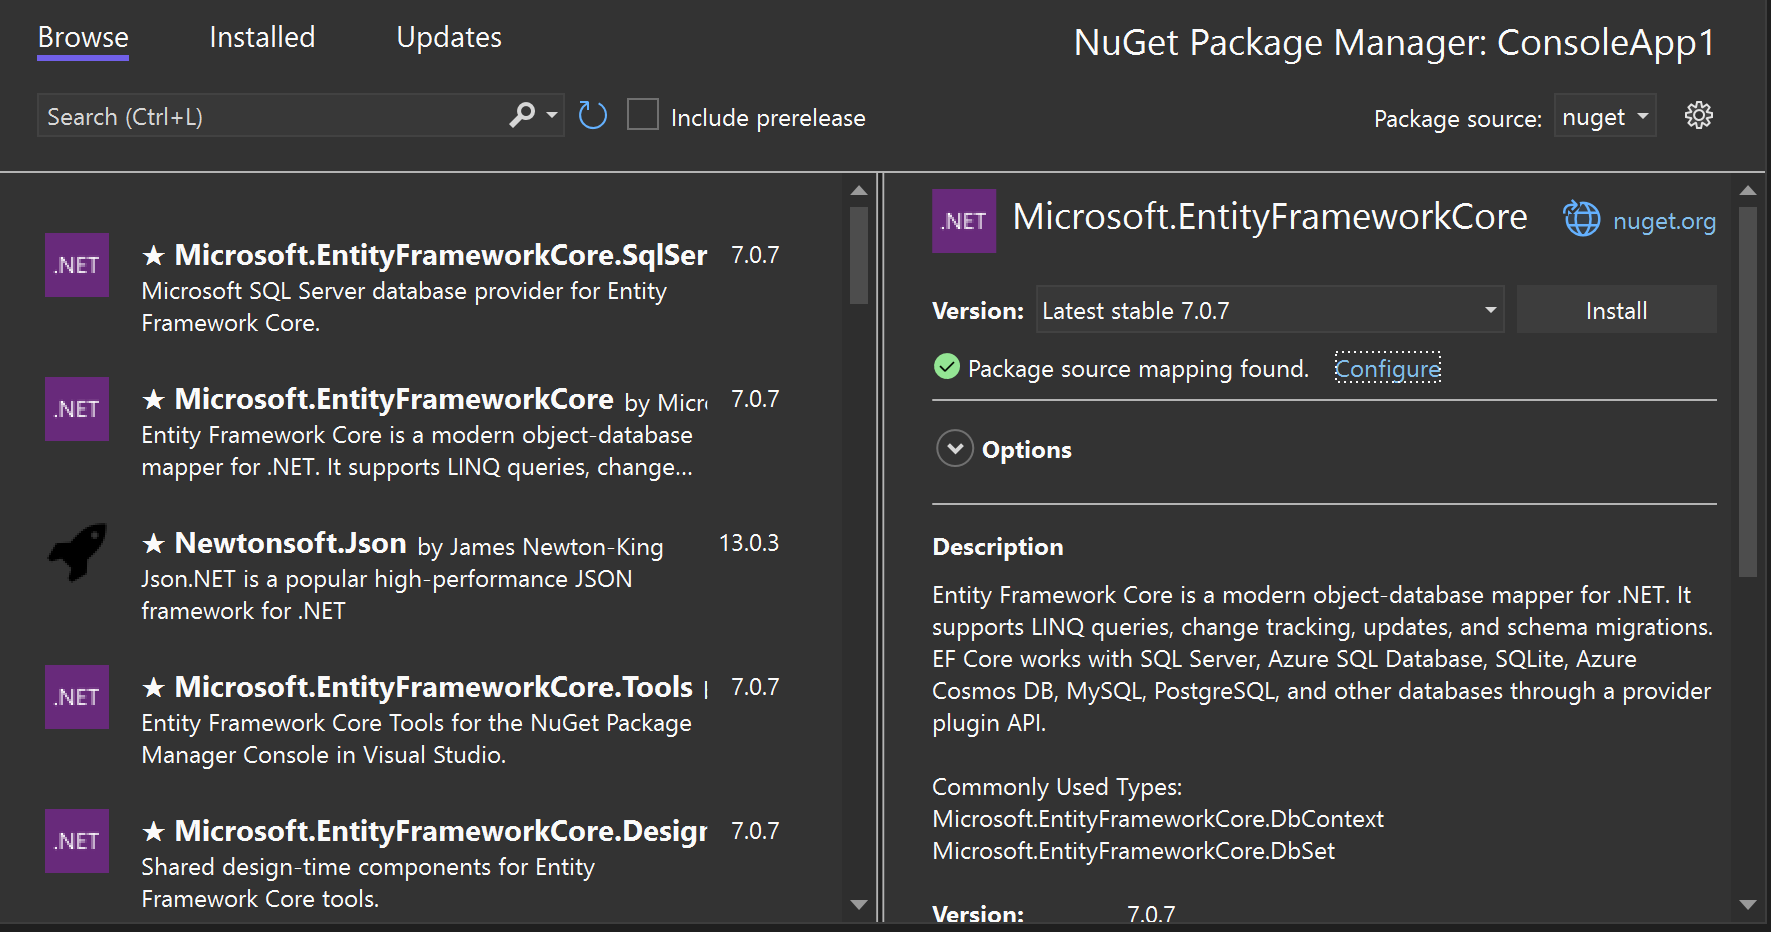 Browse
Installed
Updates
NuGet Package Manager: ConsoleApp1
Search (Ctrl+L)
Include prerelease
Package source:
nuget
.NET
★ Microsoft.EntityFrameworkCore.SqlSer
7.0.7
Microsoft SQL Server database provider for Entity
Framework Core.
.NET
★ Microsoft.EntityFrameworkCore by Micro
7.0.7
Entity Framework Core is a modern object-database
mapper for .NET. It supports LINQ queries, change...
★ Newtonsoft.Json by James Newton-King
13.0.3
Json.NET is a popular high-performance JSON
framework for .NET
.NET
★ Microsoft.EntityFrameworkCore.Tools
7.0.7
Entity Framework Core Tools for the NuGet Package
Manager Console in Visual Studio.
.NET
★ Microsoft.EntityFrameworkCore.Design
7.0.7
Shared design-time components for Entity
Framework Core tools.
.NET
Microsoft.EntityFrameworkCore
nuget.org
Version:
Latest stable 7.0.7
Install
Package source mapping found.
Configure
Options
Description
Entity Framework Core is a modern object-database mapper for .NET. It
supports LINQ queries, change tracking, updates, and schema migrations.
EF Core works with SQL Server, Azure SQL Database, SQLite, Azure
Cosmos DB, MySQL, PostgreSQL, and other databases through a provider
plugin API.
Commonly Used Types:
Microsoft.EntityFrameworkCore.DbContext
Microsoft.EntityFrameworkCore.DbSet
Version:
7.0.7